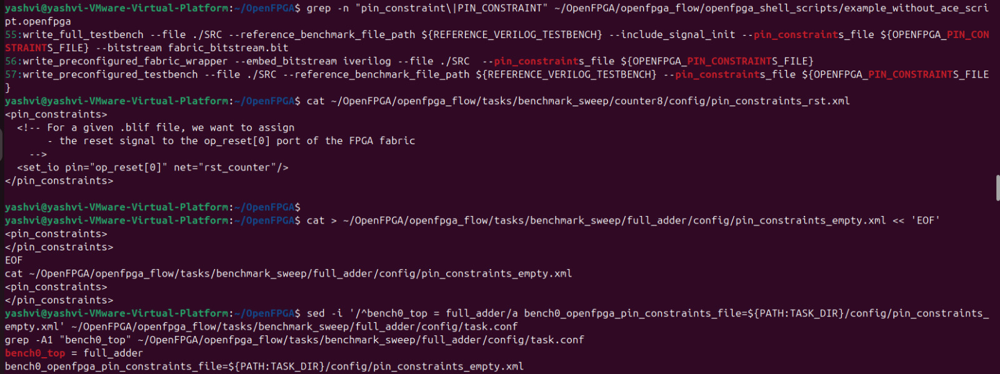 yashvi@yashvi-VMware-Virtual-Platform:~/OpenFPGA$ grep -n "pin_constraint\|PIN_CONSTRAINT" ~/OpenFPGA/openfpga_flow/openfpga_shell_scripts/example_without_ace_scri
pt.openfpga
55:write_full_testbench --file ./SRC --reference_benchmark_file_path ${REFERENCE_VERILOG_TESTBENCH} --include_signal_init --pin_constraints_file ${OPENFPGA_PIN_CON
STRAINTS_FILE} --bitstream fabric_bitstream.bit
56:write_preconfigured_fabric_wrapper --embed_bitstream iverilog --file ./SRC  --pin_constraints_file ${OPENFPGA_PIN_CONSTRAINTS_FILE}
57:write_preconfigured_testbench --file ./SRC --reference_benchmark_file_path ${REFERENCE_VERILOG_TESTBENCH} --pin_constraints_file ${OPENFPGA_PIN_CONSTRAINTS_FILE
}
yashvi@yashvi-VMware-Virtual-Platform:~/OpenFPGA$ cat ~/OpenFPGA/openfpga_flow/tasks/benchmark_sweep/counter8/config/pin_constraints_rst.xml
<pin_constraints>
  <!-- For a given .blif file, we want to assign
       - the reset signal to the op_reset[0] port of the FPGA fabric
    -->
  <set_io pin="op_reset[0]" net="rst_counter"/>
</pin_constraints>
yashvi@yashvi-VMware-Virtual-Platform:~/OpenFPGA$
yashvi@yashvi-VMware-Virtual-Platform:~/OpenFPGA$ cat > ~/OpenFPGA/openfpga_flow/tasks/benchmark_sweep/full_adder/config/pin_constraints_empty.xml << 'EOF'
<pin_constraints>
</pin_constraints>
EOF
cat ~/OpenFPGA/openfpga_flow/tasks/benchmark_sweep/full_adder/config/pin_constraints_empty.xml
<pin_constraints>
</pin_constraints>
yashvi@yashvi-VMware-Virtual-Platform:~/OpenFPGA$ sed -i '/^bench0_top = full_adder/a bench0_openfpga_pin_constraints_file=${PATH:TASK_DIR}/config/pin_constraints_
empty.xml' ~/OpenFPGA/openfpga_flow/tasks/benchmark_sweep/full_adder/config/task.conf
grep -A1 "bench0_top" ~/OpenFPGA/openfpga_flow/tasks/benchmark_sweep/full_adder/config/task.conf
bench0_top = full_adder
bench0_openfpga_pin_constraints_file=${PATH:TASK_DIR}/config/pin_constraints_empty.xml